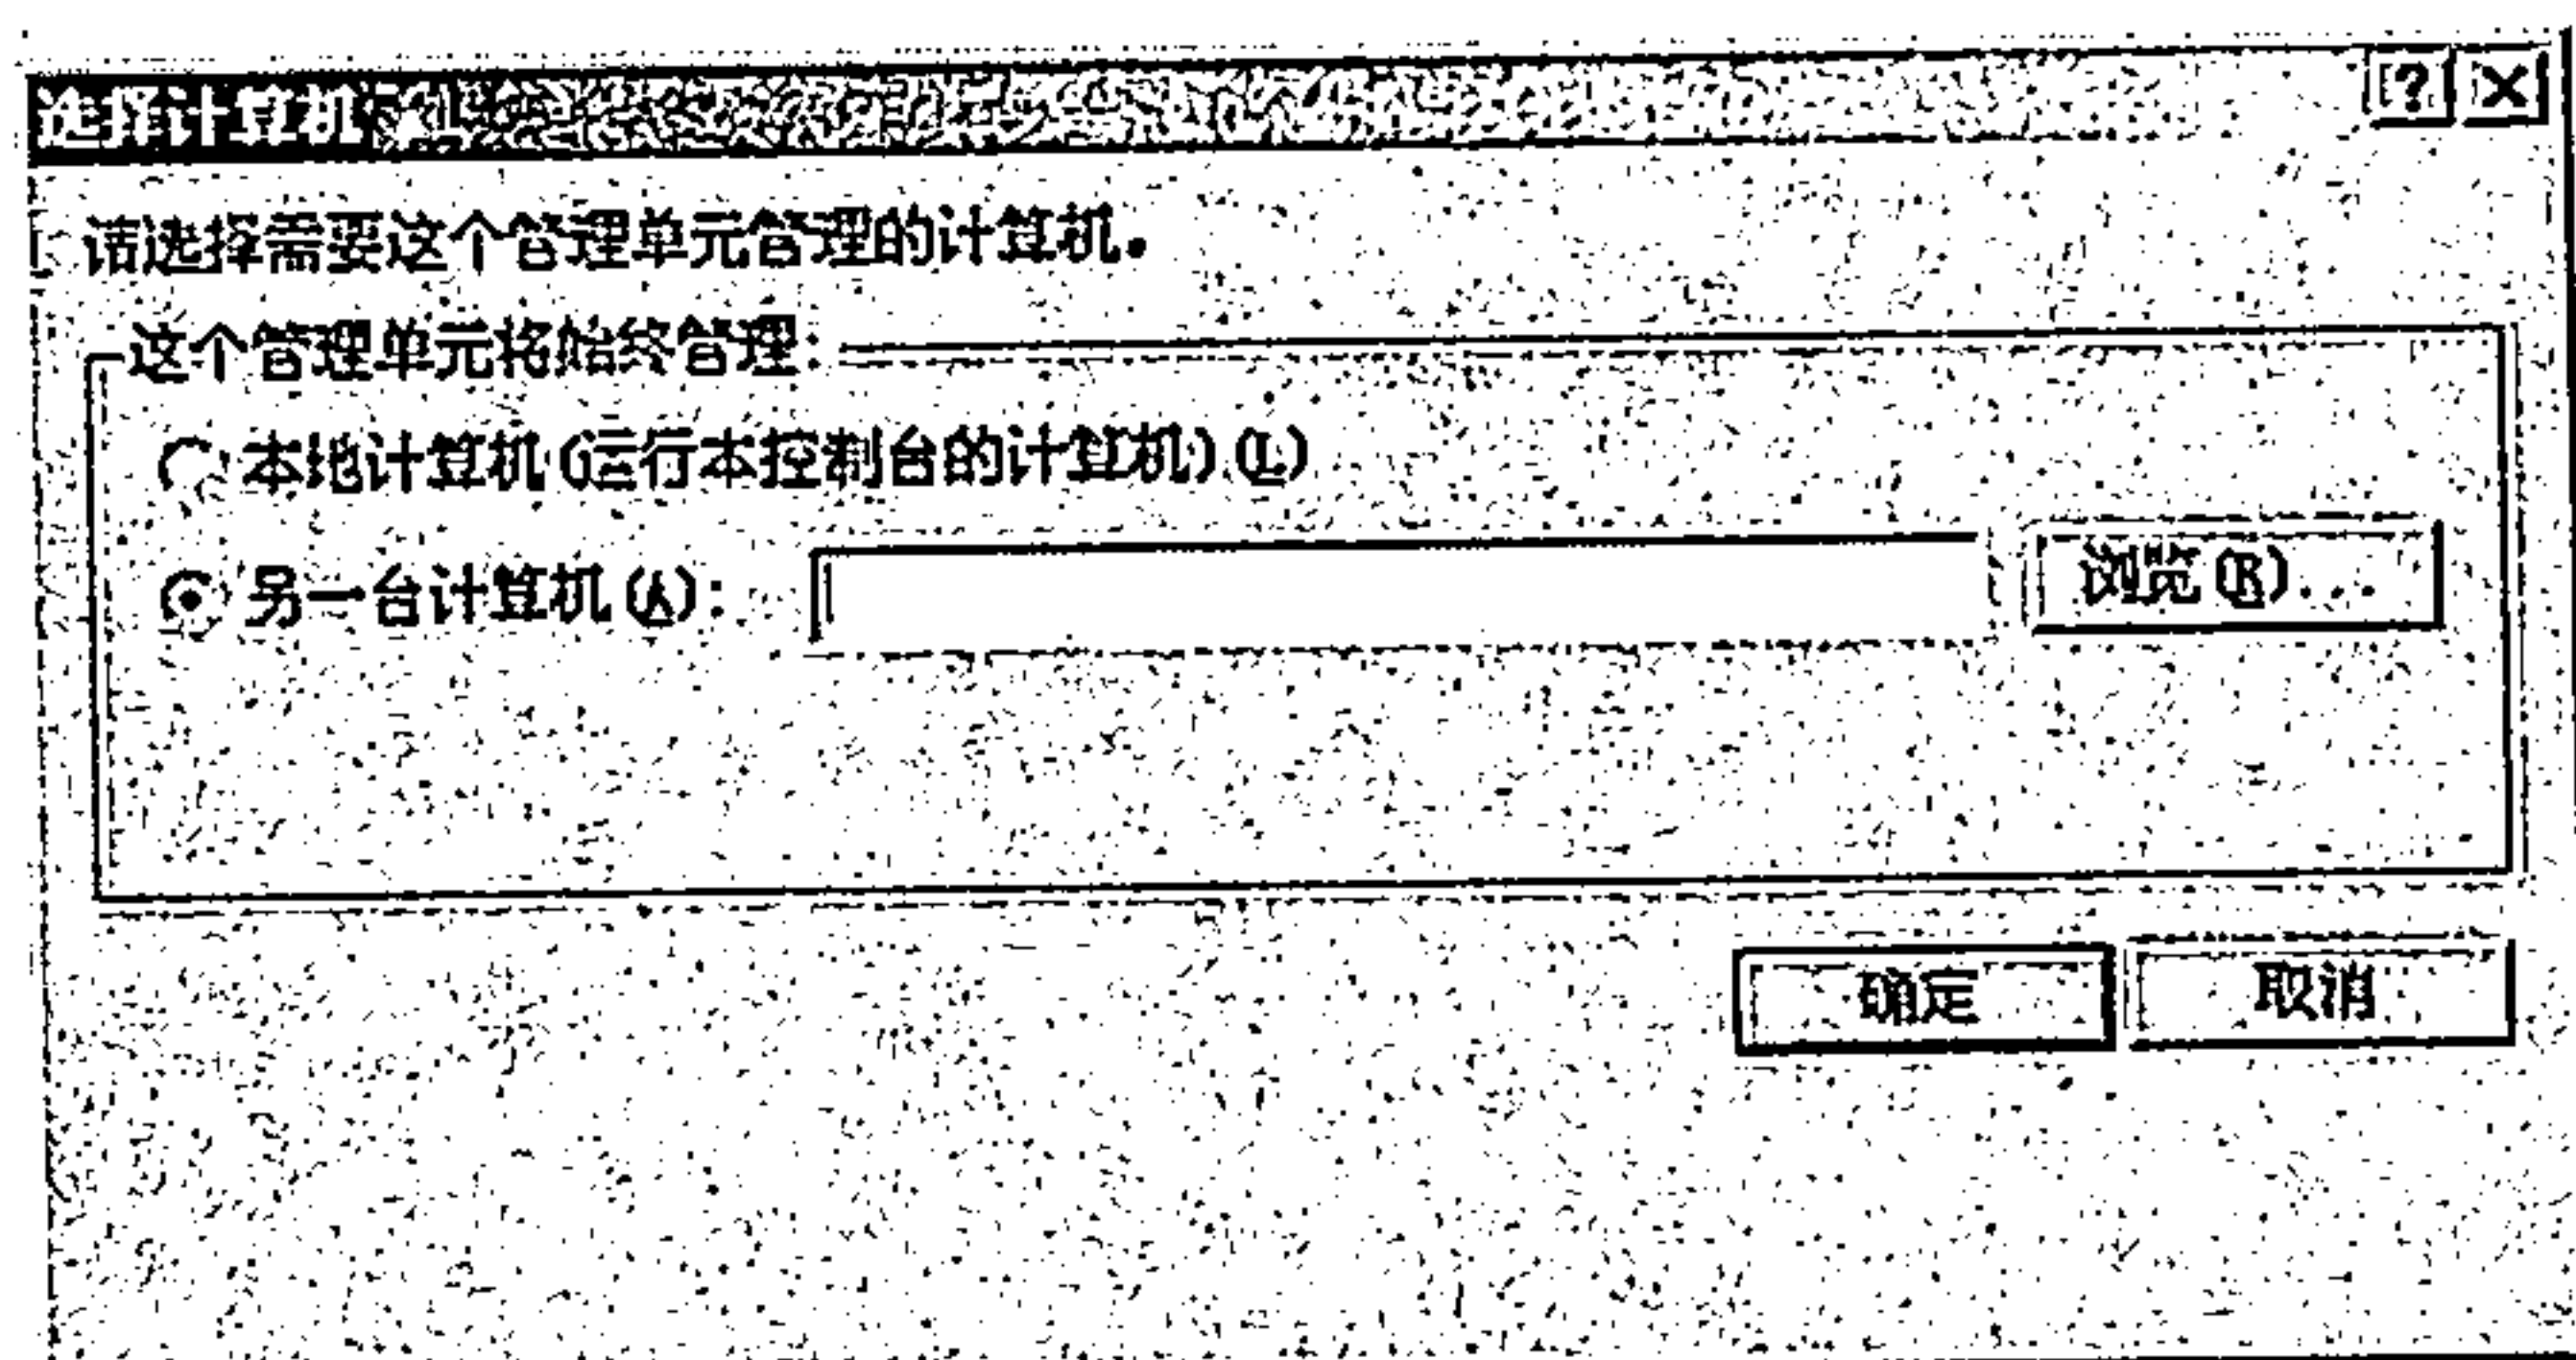 选择计算机
请选择需要这个管理单元管理的计算机。
这个管理单元将始终管理:
本地计算机(运行本控制台的计算机)(L)
另一台计算机(A): 浏览(R)...
确定 取消